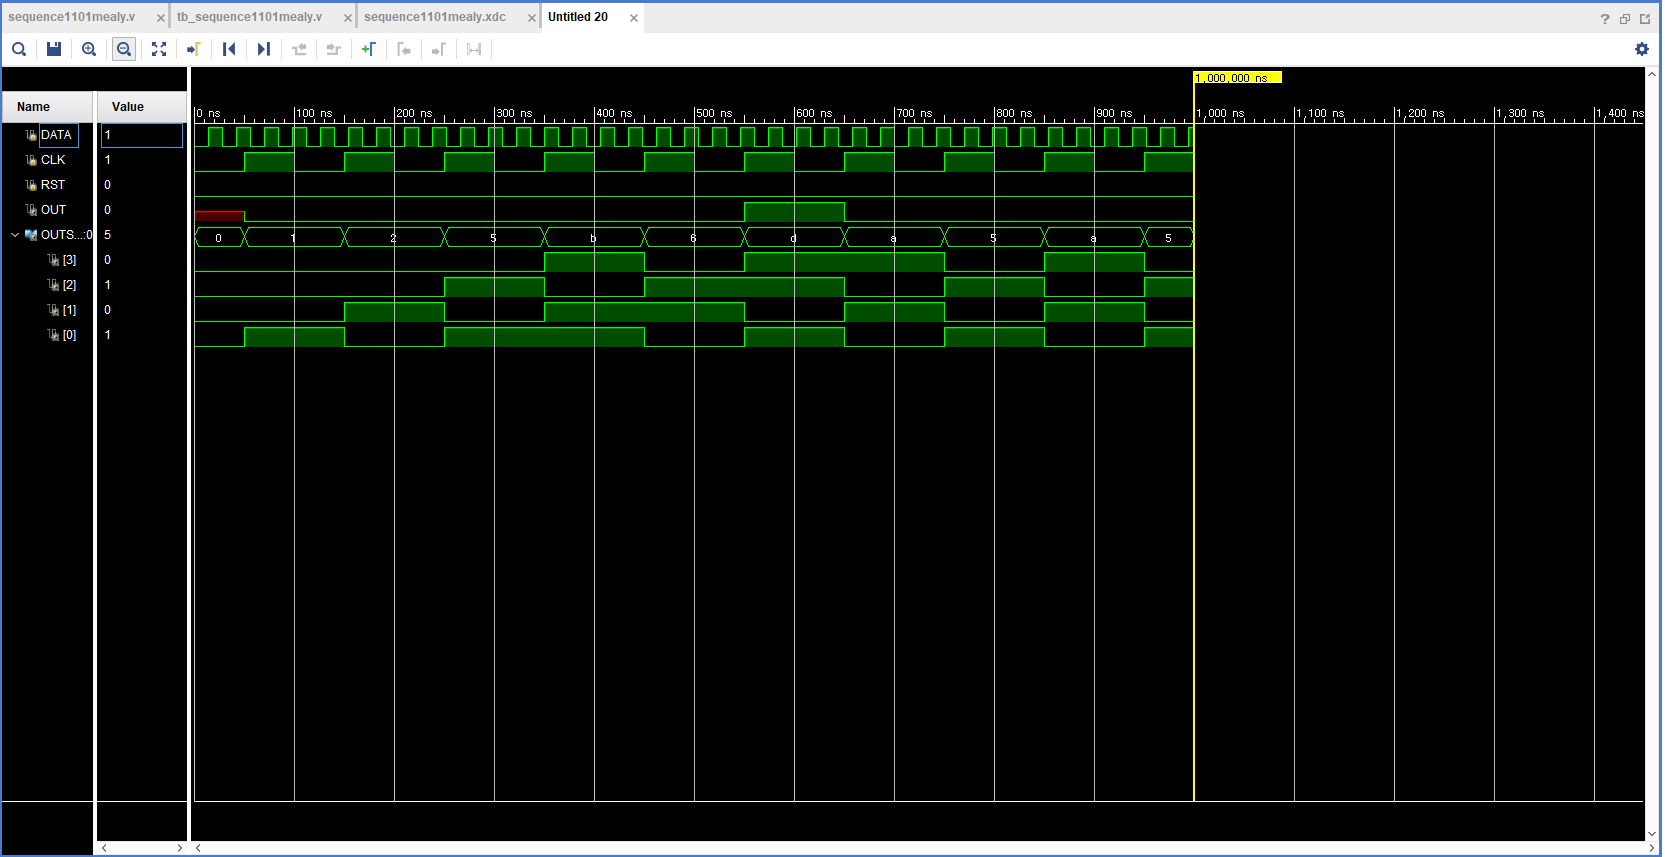 sequence1101mealy.v × tb_sequence1101mealy.v × sequence1101mealy.xdc × Untitled 20 ×
?
1,000,000 ns
Name Value
0 ns 100 ns 200 ns 300 ns 400 ns 500 ns 600 ns 700 ns 800 ns 900 ns 1,000 ns 1,100 ns 1,200 ns 1,300 ns 1,400 ns
DATA 1
CLK 1
RST 0
OUT 0
OUTS...:0 5 0 1 2 5 b 6 d a 5 a 5
[3] 0
[2] 1
[1] 0
[0] 1